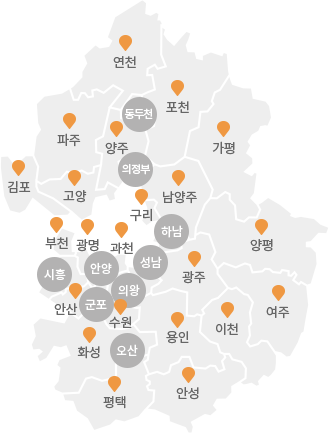 연천
포천
동두천
파주
양주
가평
의정부
김포
고양
남양주
구리
하남
부천
광명
과천
양평
성남
시흥
안양
광주
의왕
안산
군포
수원
여주
이천
용인
화성
오산
안성
평택